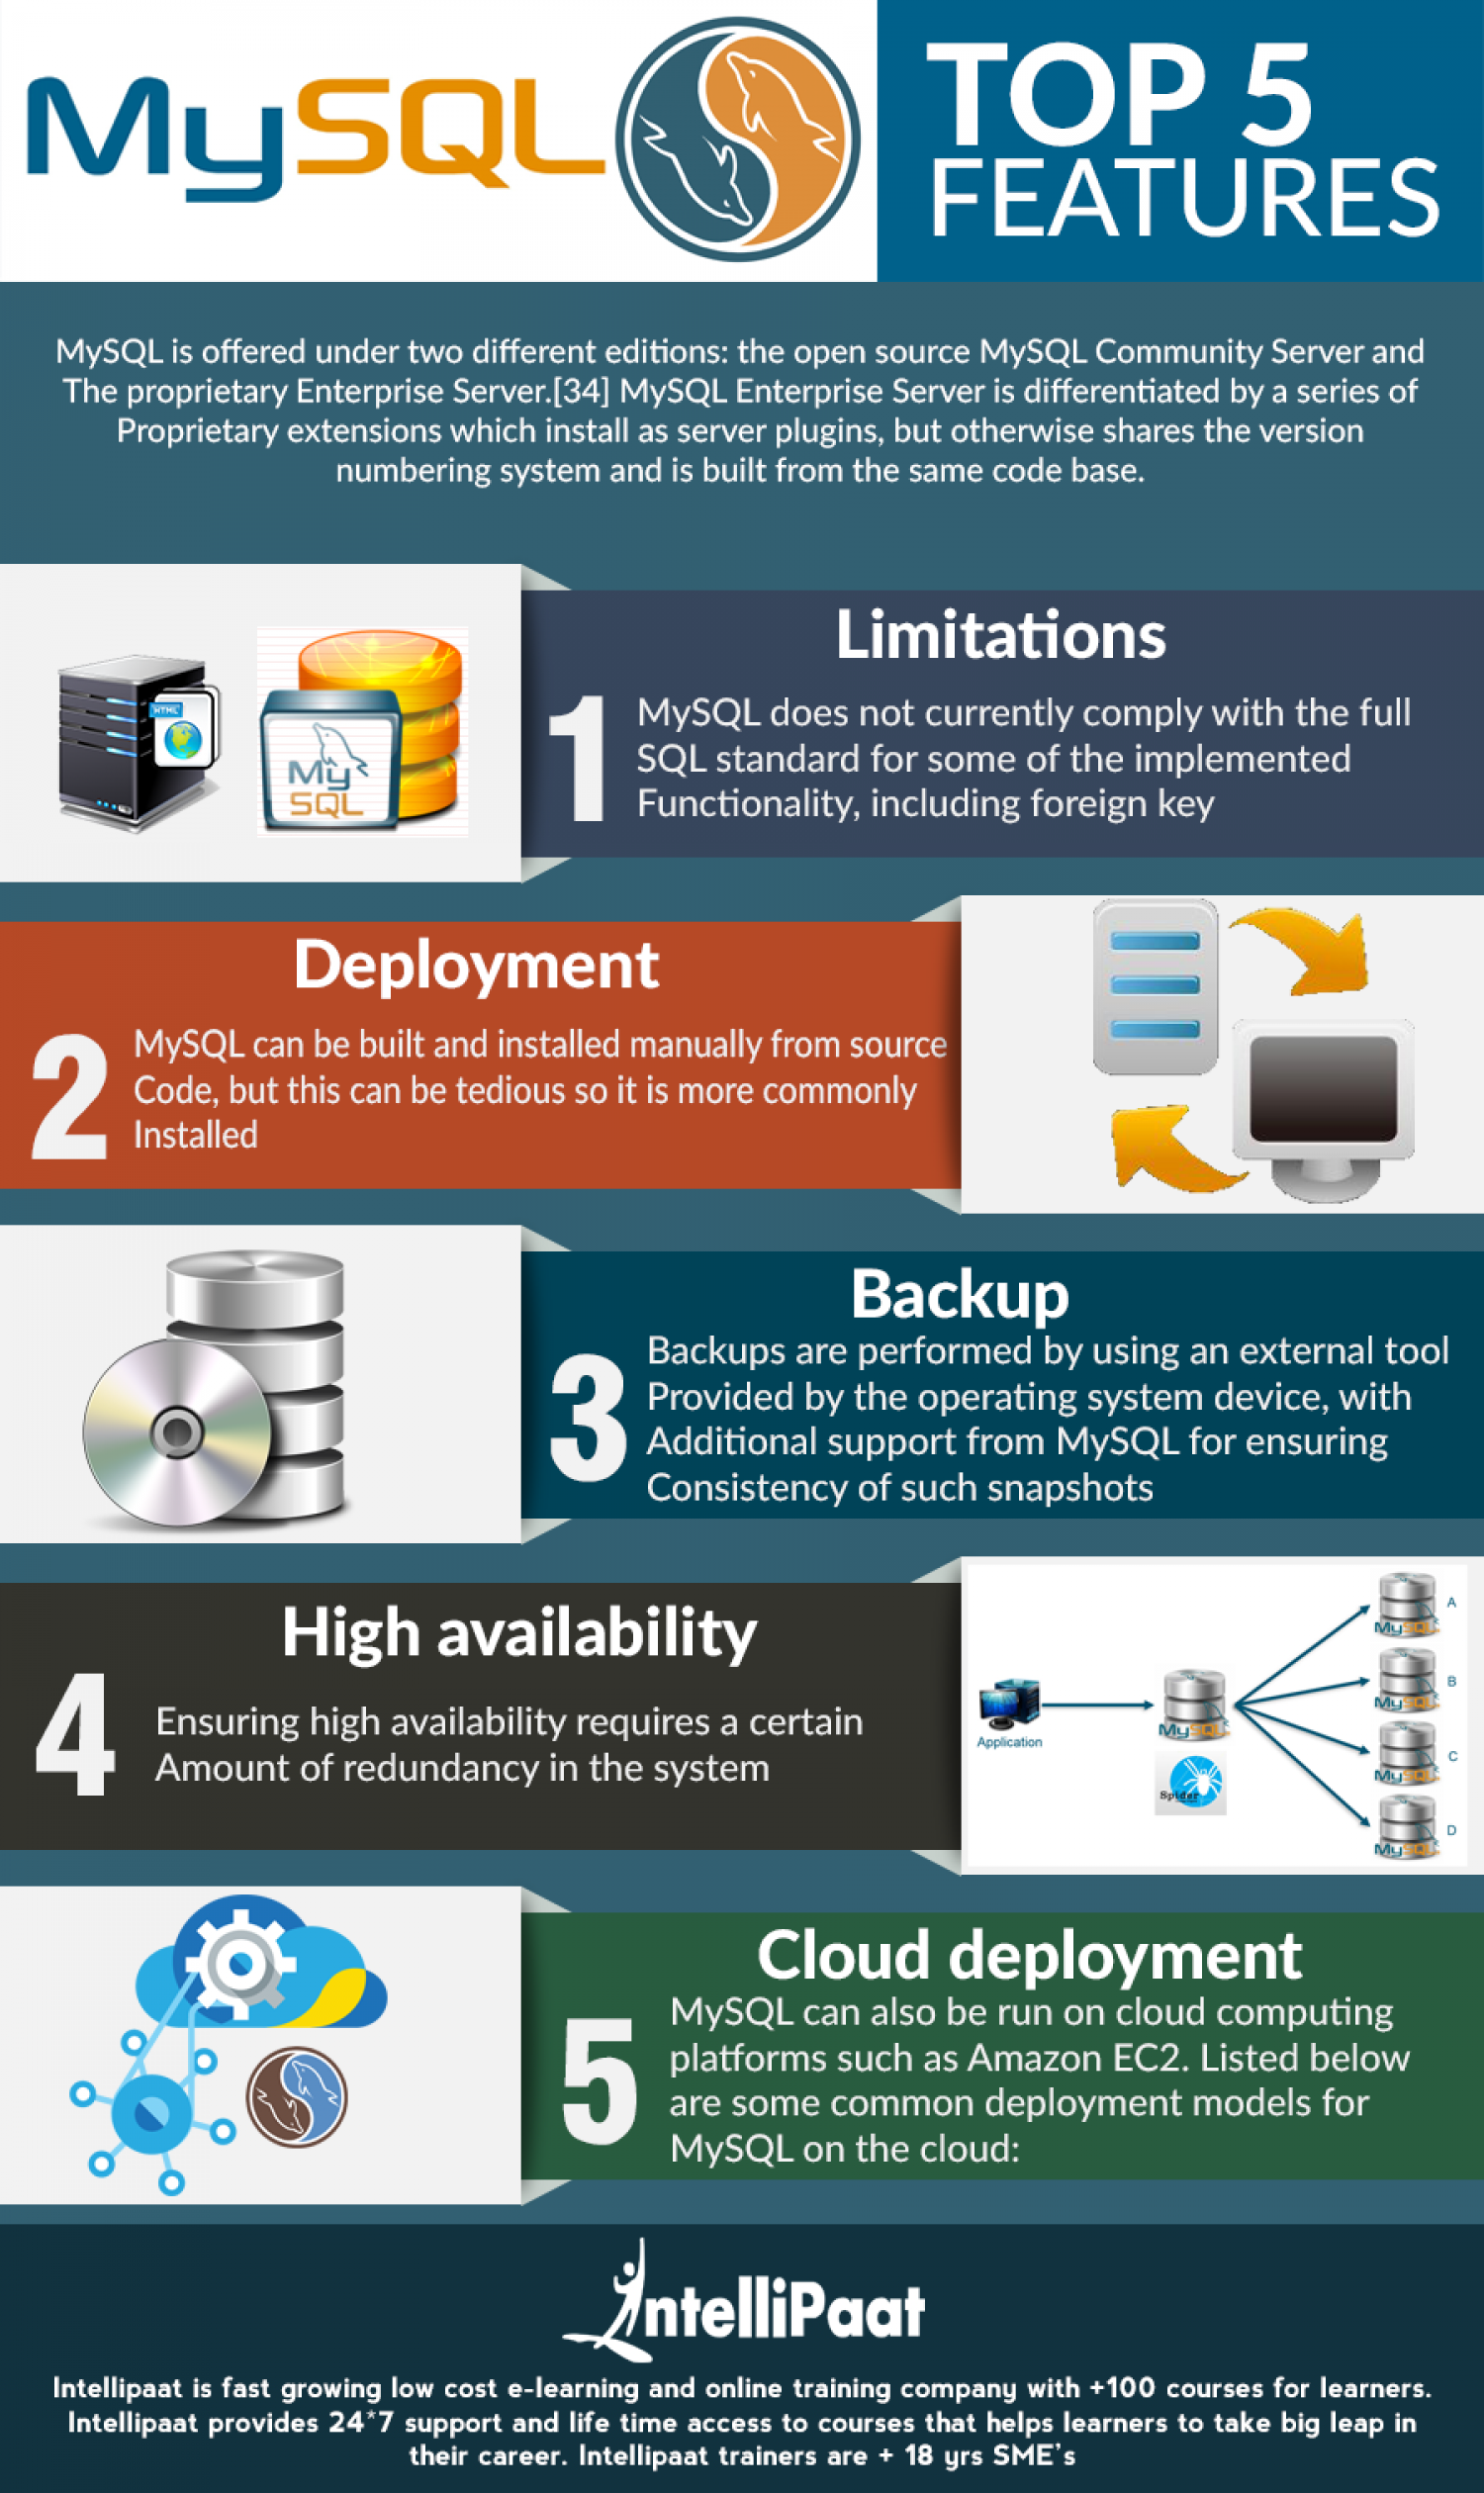 MySQL
TOP 5
FEATURES
MySQL is offered under two different editions: the open source MySQL Community Server and
The proprietary Enterprise Server.[34] MySQL Enterprise Server is differentiated by a series of
Proprietary extensions which install as server plugins, but otherwise shares the version
numbering system and is built from the same code base.
HTML
My
SQL
Limitations
1
MySQL does not currently comply with the full
SQL standard for some of the implemented
Functionality, including foreign key
Deployment
2
MySQL can be built and installed manually from source
Code, but this can be tedious so it is more commonly
Installed
Backup
3
Backups are performed by using an external tool
Provided by the operating system device, with
Additional support from MySQL for ensuring
Consistency of such snapshots
High availability
4
Ensuring high availability requires a certain
Amount of redundancy in the system
Application
MySQL
Spider
MySQL
A
MySQL
B
MySQL
C
MySQL
D
Cloud deployment
5
MySQL can also be run on cloud computing
platforms such as Amazon EC2. Listed below
are some common deployment models for
MySQL on the cloud:
IntelliPaat
Intellipaat is fast growing low cost e-learning and online training company with +100 courses for learners.
Intellipaat provides 24*7 support and life time access to courses that helps learners to take big leap in
their career. Intellipaat trainers are + 18 yrs SME's